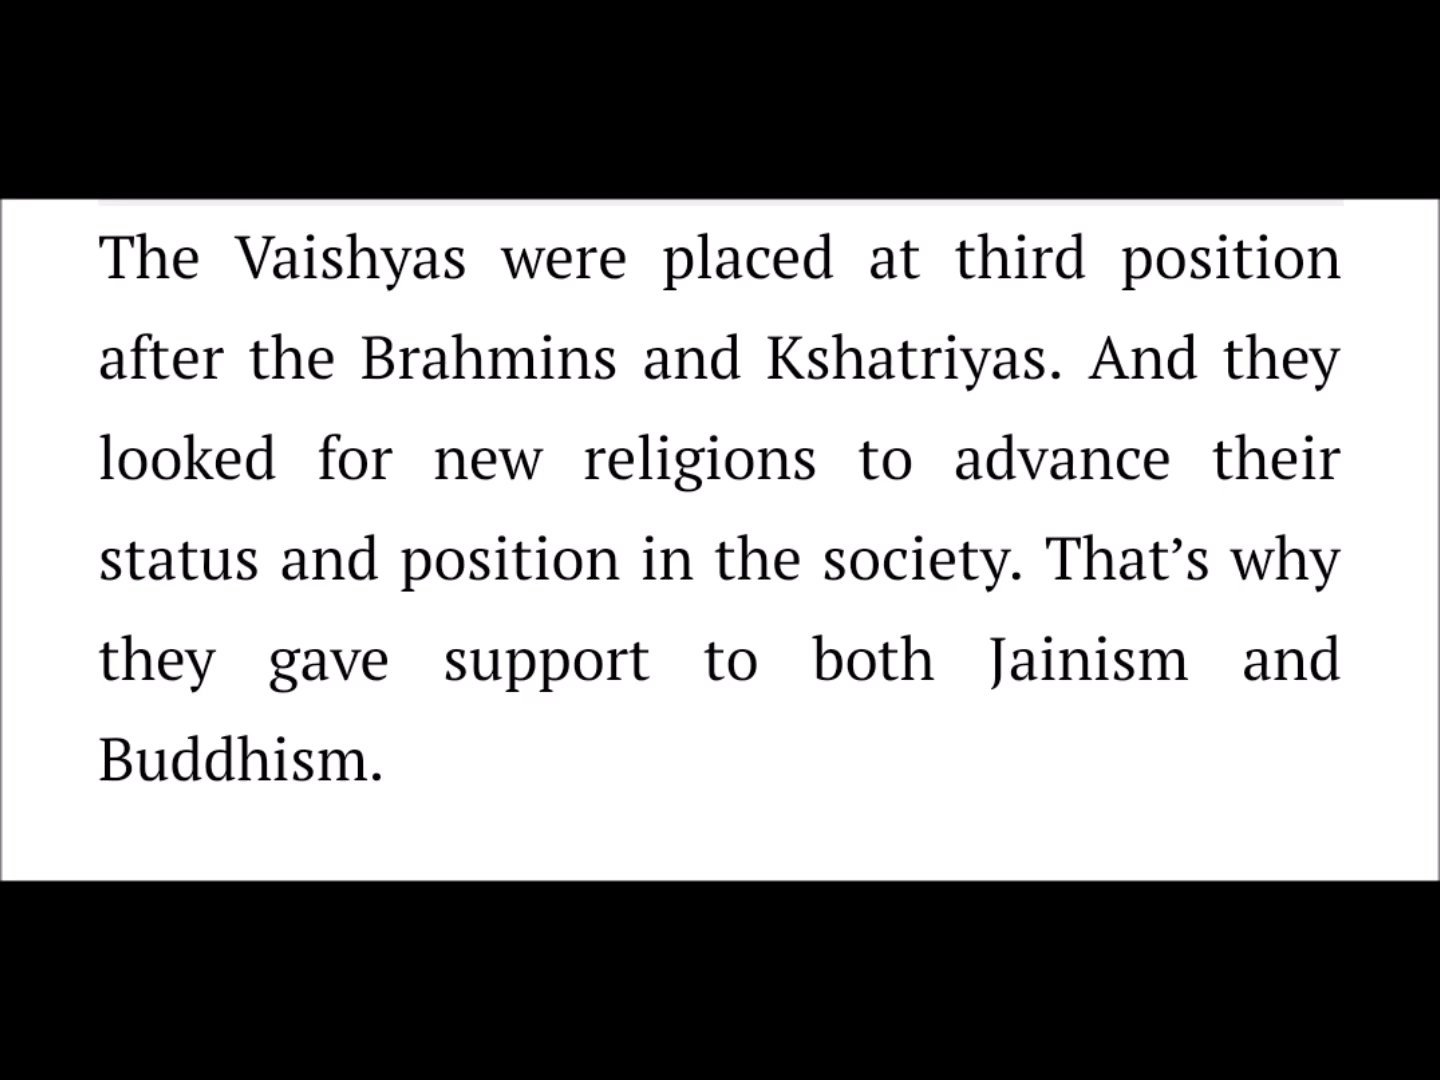 The Vaishyas were placed at third position
after the Brahmins and Kshatriyas. And they
looked for new religions to advance their
status and position in the society. That’s why
they gave support to both Jainism and
Buddhism.